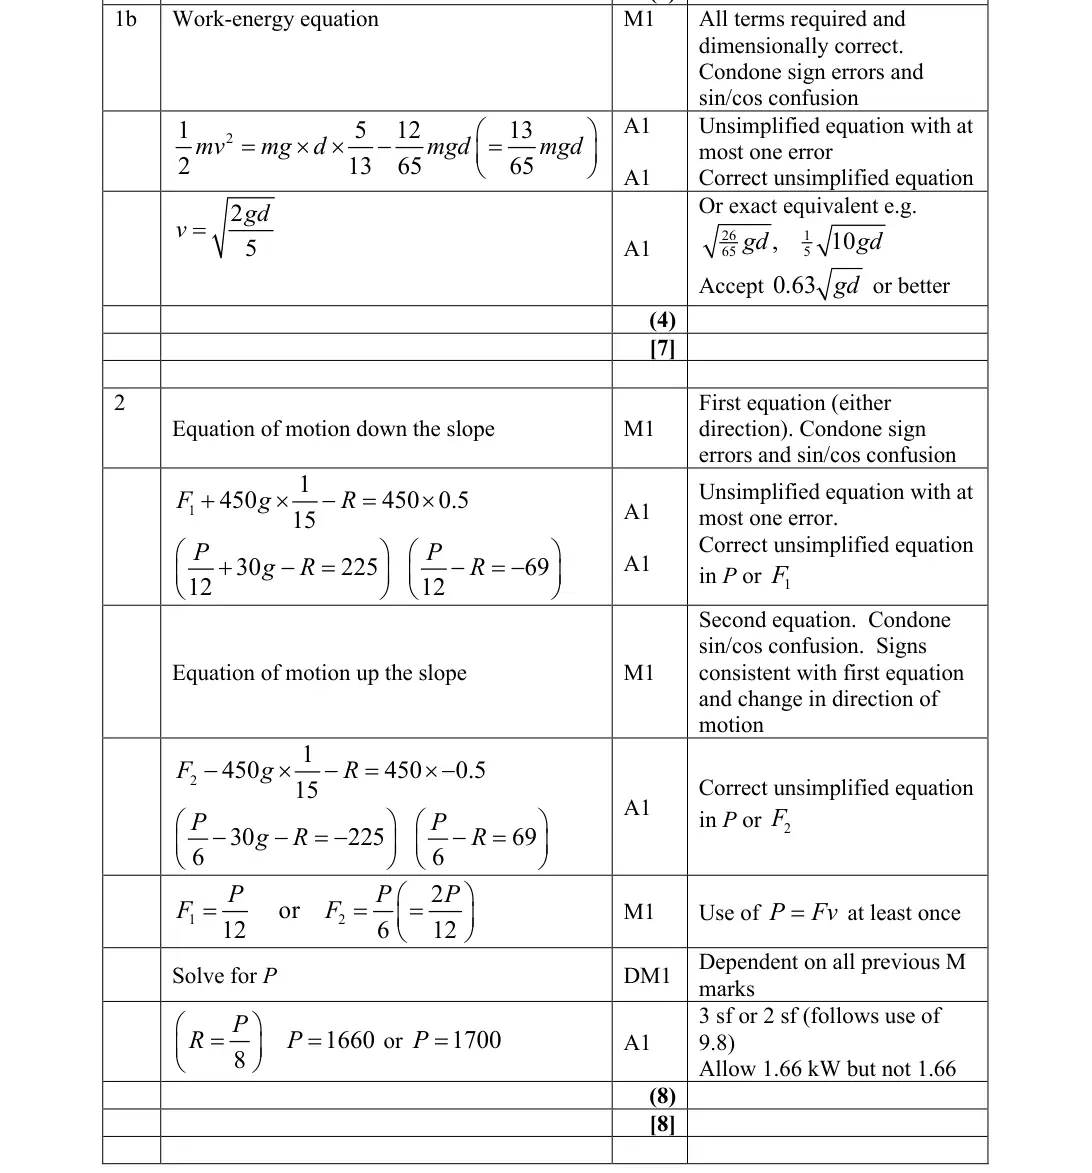 1b Work-energy equation M1 All terms required and
dimensionally correct.
Condone sign errors and
sin/cos confusion
1/2 mv² = mg × d × 5/13 − 12/65 mgd ( = 13/65 mgd ) A1 Unsimplified equation with at
most one error
A1 Correct unsimplified equation
v = √(2gd/5) A1 Or exact equivalent e.g.
√(26/65 gd), 1/5 √10gd
Accept 0.63√gd or better
(4)
[7]
2 Equation of motion down the slope M1 First equation (either
direction). Condone sign
errors and sin/cos confusion
F₁ + 450g × 1/15 − R = 450 × 0.5 A1 Unsimplified equation with at
most one error.
(P/12 + 30g − R = 225) (P/12 − R = −69) A1 Correct unsimplified equation
in P or F₁
Equation of motion up the slope M1 Second equation. Condone
sin/cos confusion. Signs
consistent with first equation
and change in direction of
motion
F₂ − 450g × 1/15 − R = 450 × −0.5
(P/6 − 30g − R = −225) (P/6 − R = 69) A1 Correct unsimplified equation
in P or F₂
F₁ = P/12 or F₂ = P/6 ( = 2P/12 ) M1 Use of P = Fv at least once
Solve for P DM1 Dependent on all previous M
marks
(R = P/8) P = 1660 or P = 1700 A1 3 sf or 2 sf (follows use of
9.8)
Allow 1.66 kW but not 1.66
(8)
[8]